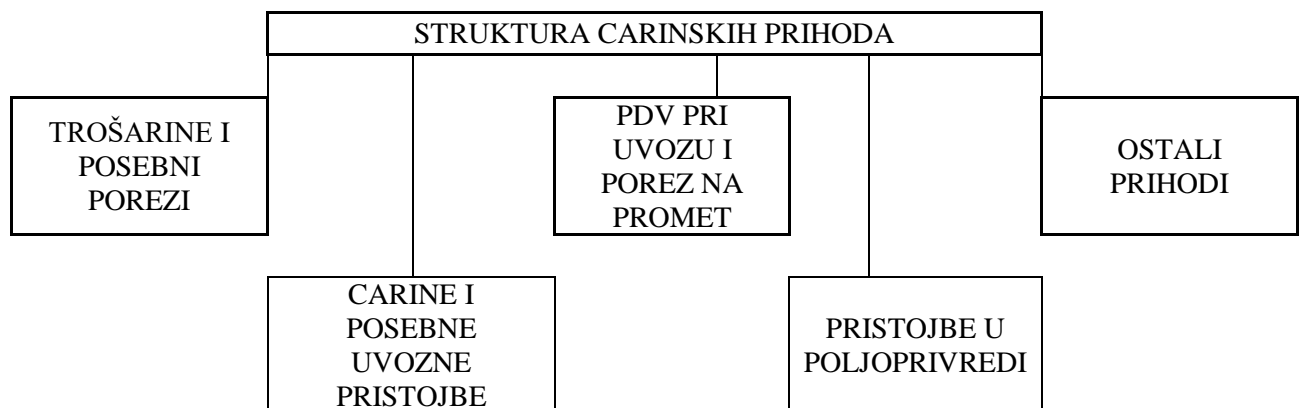 STRUKTURA CARINSKIH PRIHODA
TROŠARINE I
POSEBNI
POREZI
PDV PRI
UVOZU I
POREZ NA
PROMET
OSTALI
PRIHODI
CARINE I
POSEBNE
UVOZNE
PRISTOJBE
PRISTOJBE U
POLJOPRIVREDI